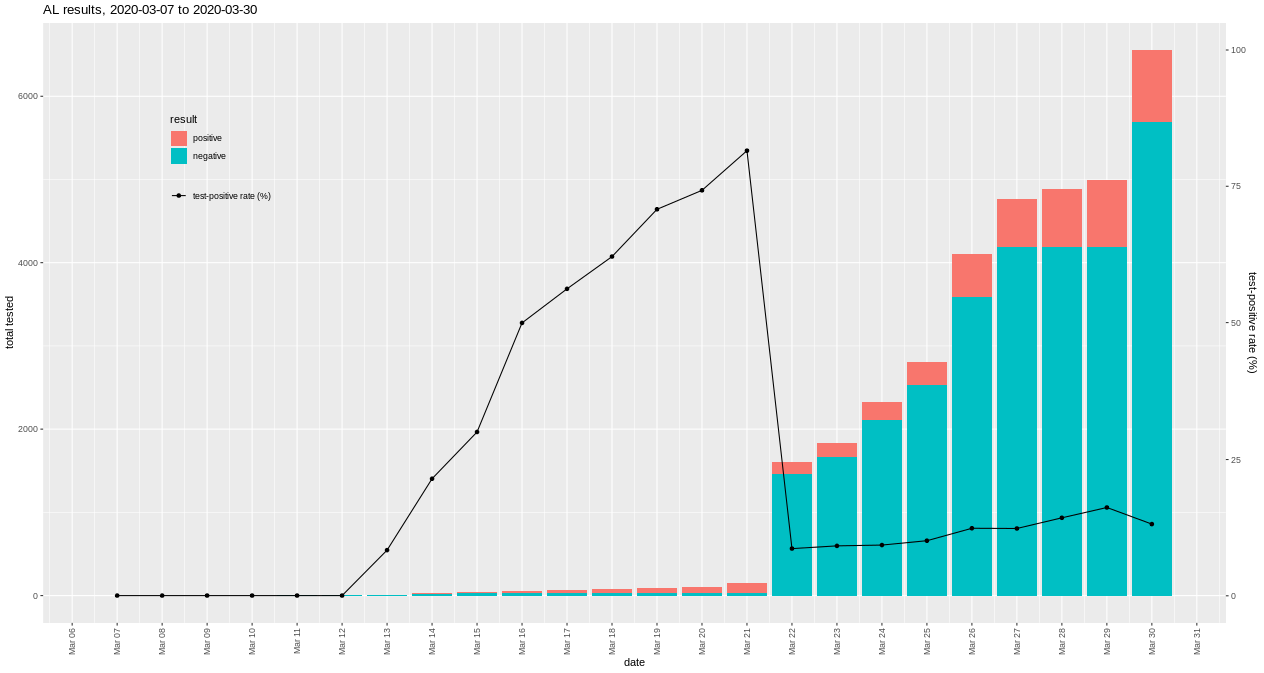 AL results, 2020-03-07 to 2020-03-30
result
positive
negative
test-positive rate (%)
total tested
6000
4000
2000
0
100
75
50
25
0
test-positive rate (%)
Mar 06
Mar 07
Mar 08
Mar 09
Mar 10
Mar 11
Mar 12
Mar 13
Mar 14
Mar 15
Mar 16
Mar 17
Mar 18
Mar 19
Mar 20
Mar 21
Mar 22
Mar 23
Mar 24
Mar 25
Mar 26
Mar 27
Mar 28
Mar 29
Mar 30
Mar 31
date